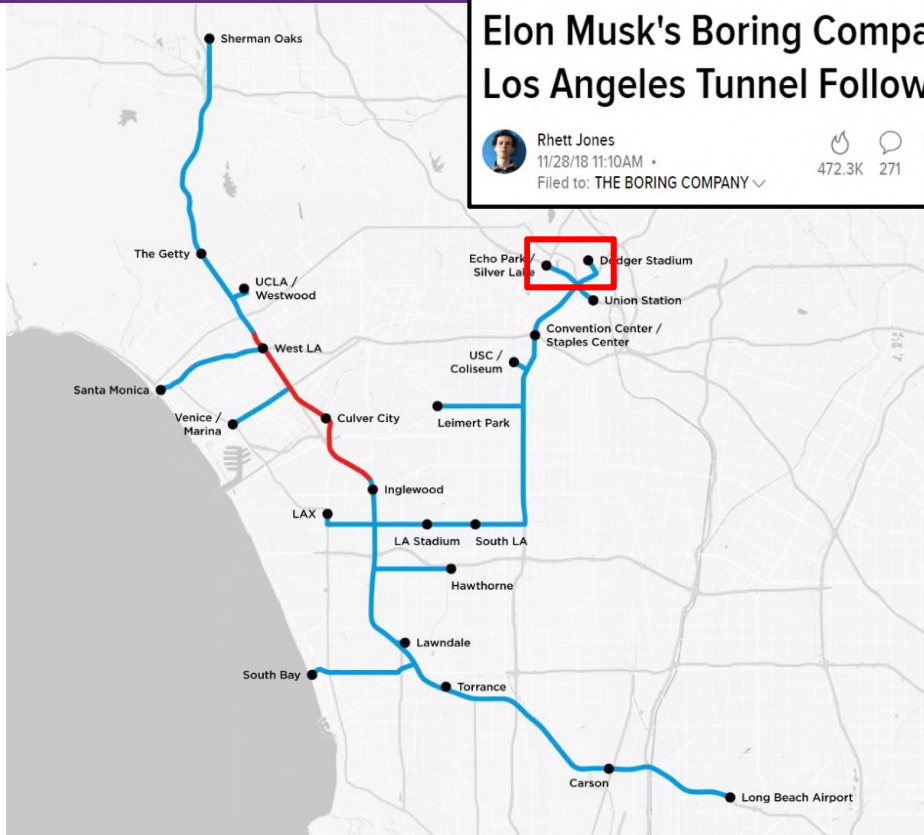 Elon Musk's Boring Compa
Los Angeles Tunnel Follow
Rhett Jones
11/28/18 11:10AM •
Filed to: THE BORING COMPANY
472.3K 271
Sherman Oaks
The Getty
UCLA /
Westwood
West LA
Santa Monica
Venice /
Marina
Culver City
Inglewood
LAX
LA Stadium
South LA
Hawthorne
Lawndale
South Bay
Torrance
Carson
Long Beach Airport
Echo Park /
Silver Lake
Dodger Stadium
Union Station
Convention Center /
Staples Center
USC /
Coliseum
Leimert Park